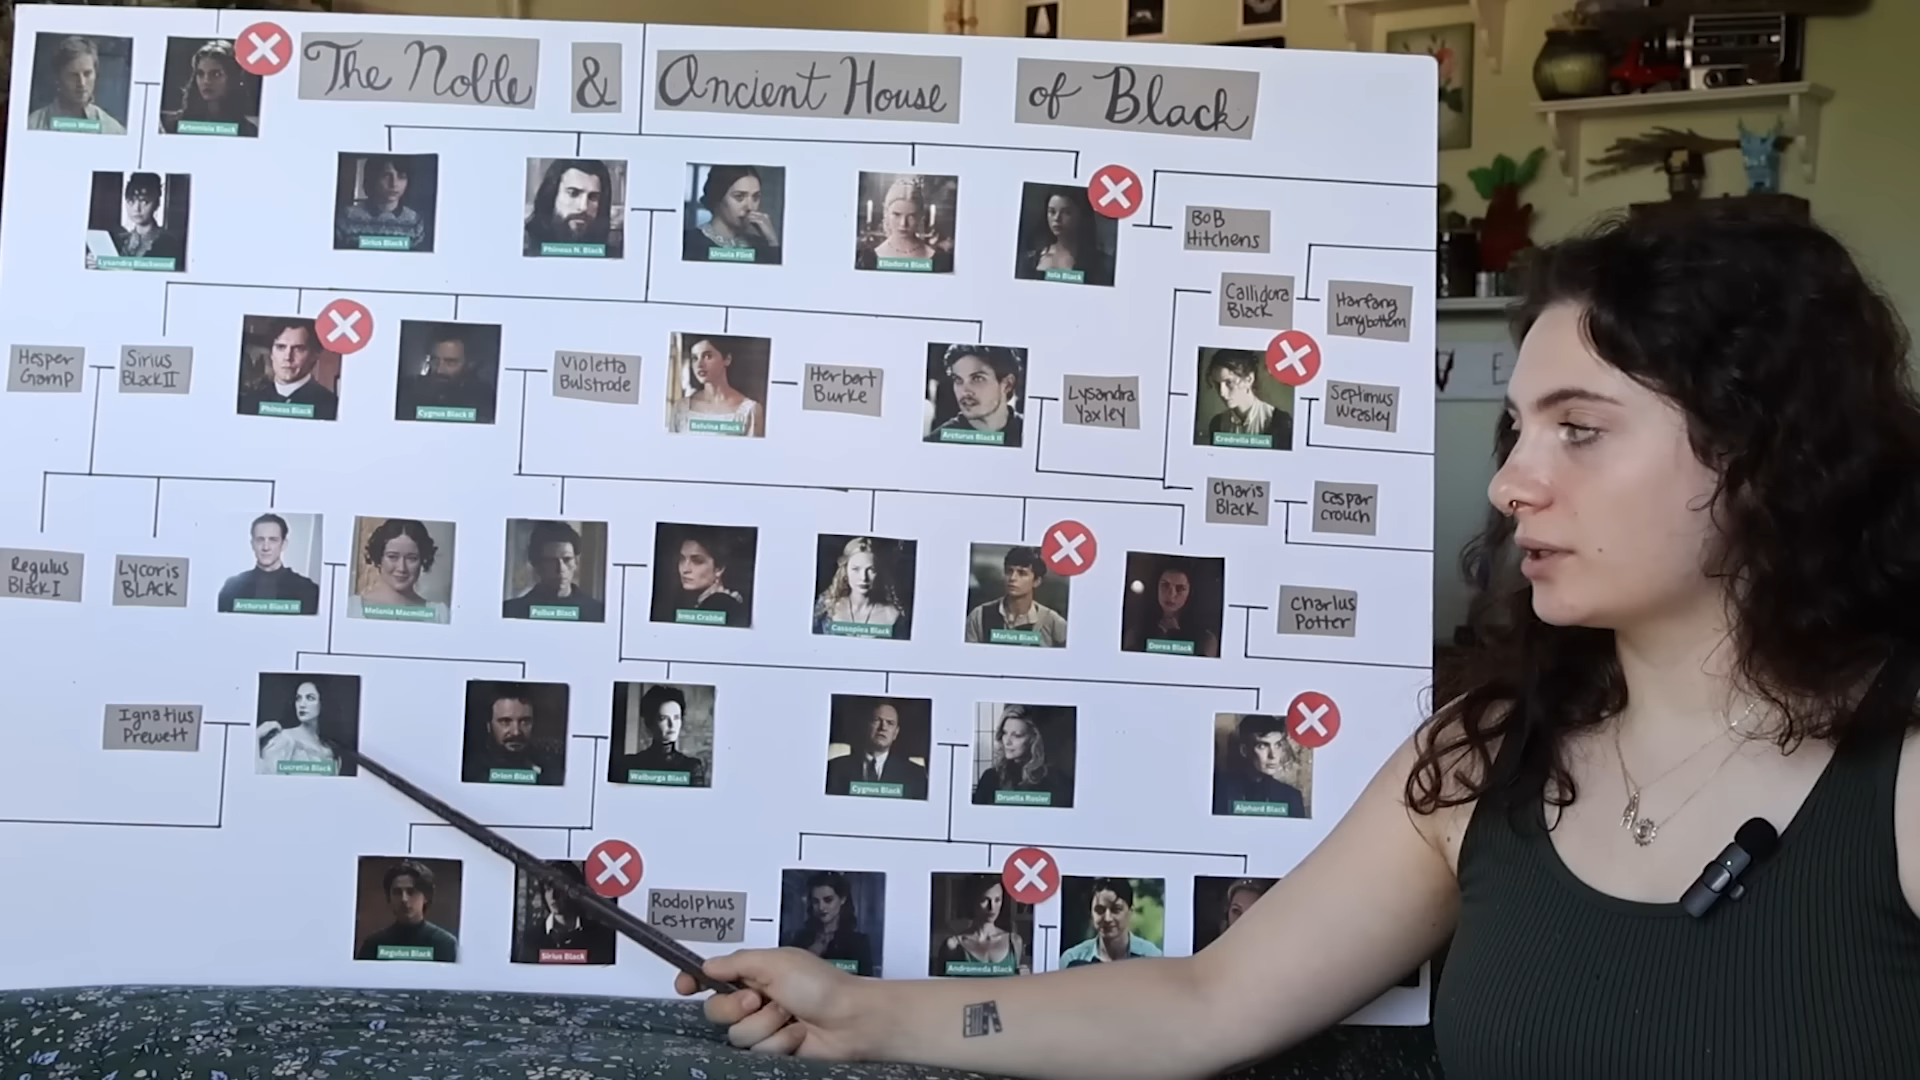 The Noble & Ancient House of Black
Artemisia Black
Lysandra Blackwood
Sirius Black I
Phineas N. Black
Ursula Flint
Elladora Black
Isla Black
BoB
Hitchens
Callidora
Black
Harfang
Longbottom
Hesper
Gamp
Sirius
Black II
Phineas Black
Cygnus Black II
Violetta
Bulstrode
Belvina Black
Herbert
Burke
Arcturus Black II
Lysandra
Yaxley
Credrella Black
Septimus
Weasley
Charis
Black
Caspar
Crouch
Regulus
Black I
Lycoris
BLACK
Arcturus Black III
Melania Macmillan
Pollux Black
Irma Crabbe
Cassiopiea Black
Marius Black
Dorea Black
Charlus
Potter
Ignatius
Prewett
Lucretia Black
Orion Black
Walburga Black
Cygnus Black
Druella Rosier
Alphard Black
Regulus Black
Sirius Black
Rodolphus
Lestrange
Black
Andromeda Black